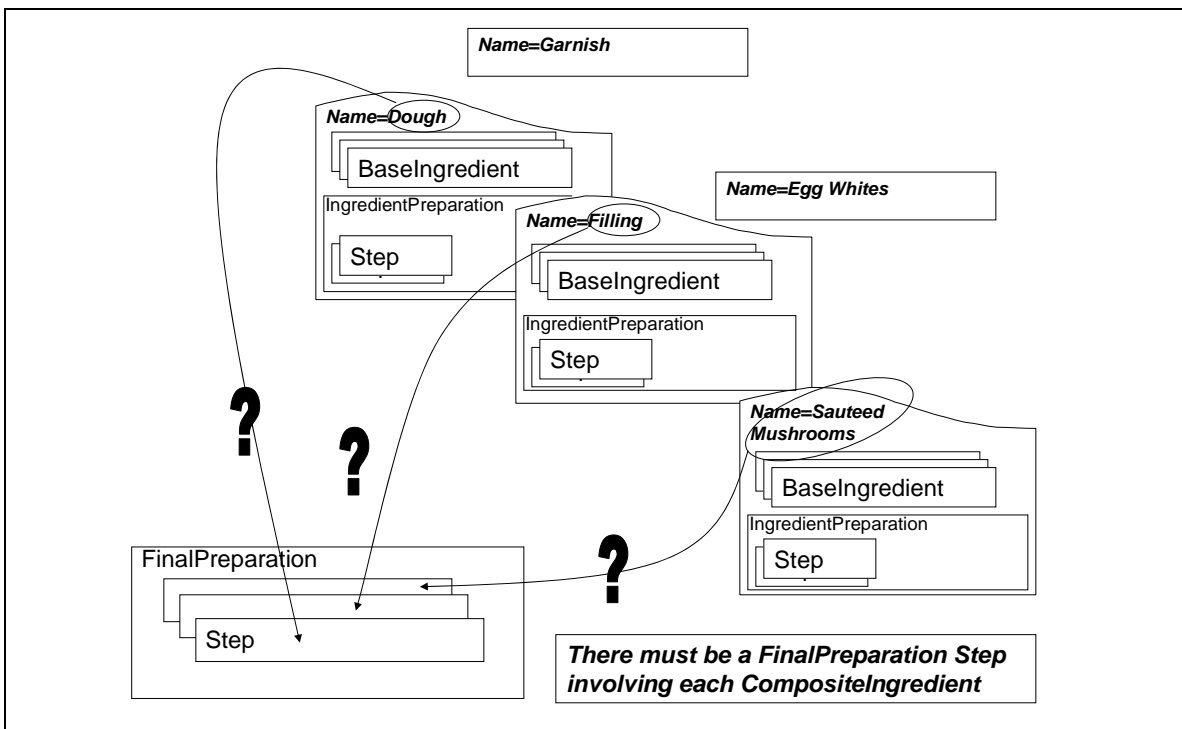 Name=Garnish
Name=Dough
BaseIngredient
IngredientPreparation
Step
Name=Egg Whites
Name=Filling
BaseIngredient
IngredientPreparation
Step
Name=Sauteed
Mushrooms
BaseIngredient
IngredientPreparation
Step
?
?
?
FinalPreparation
Step
There must be a FinalPreparation Step
involving each CompositeIngredient